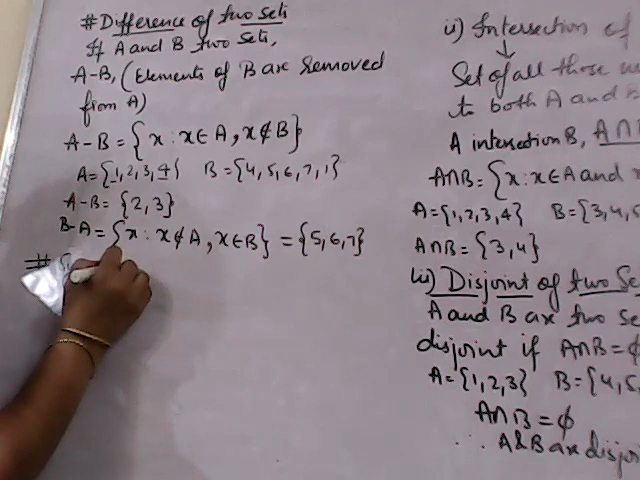 # Difference of two sets
If A and B two sets,
A-B, (Elements of B are removed
from A)
A-B = {x : x∈A, x∉B}
A={1,2,3,4} B={4,5,6,7,1}
A-B = {2,3}
B-A = {x : x∉A, x∈B} = {5,6,7}
#
ii) Intersection of
↓
Set of all those
to both A and B
A intersection B, A∩B
A∩B = {x : x∈A and
A={1,2,3,4} B={3,4,5
A∩B = {3,4}
iii) Disjoint of two Se
A and B are two se
disjoint if A∩B = ϕ
A={1,2,3} B={4,5,
A∩B = ϕ
∴ A&B are disjoi